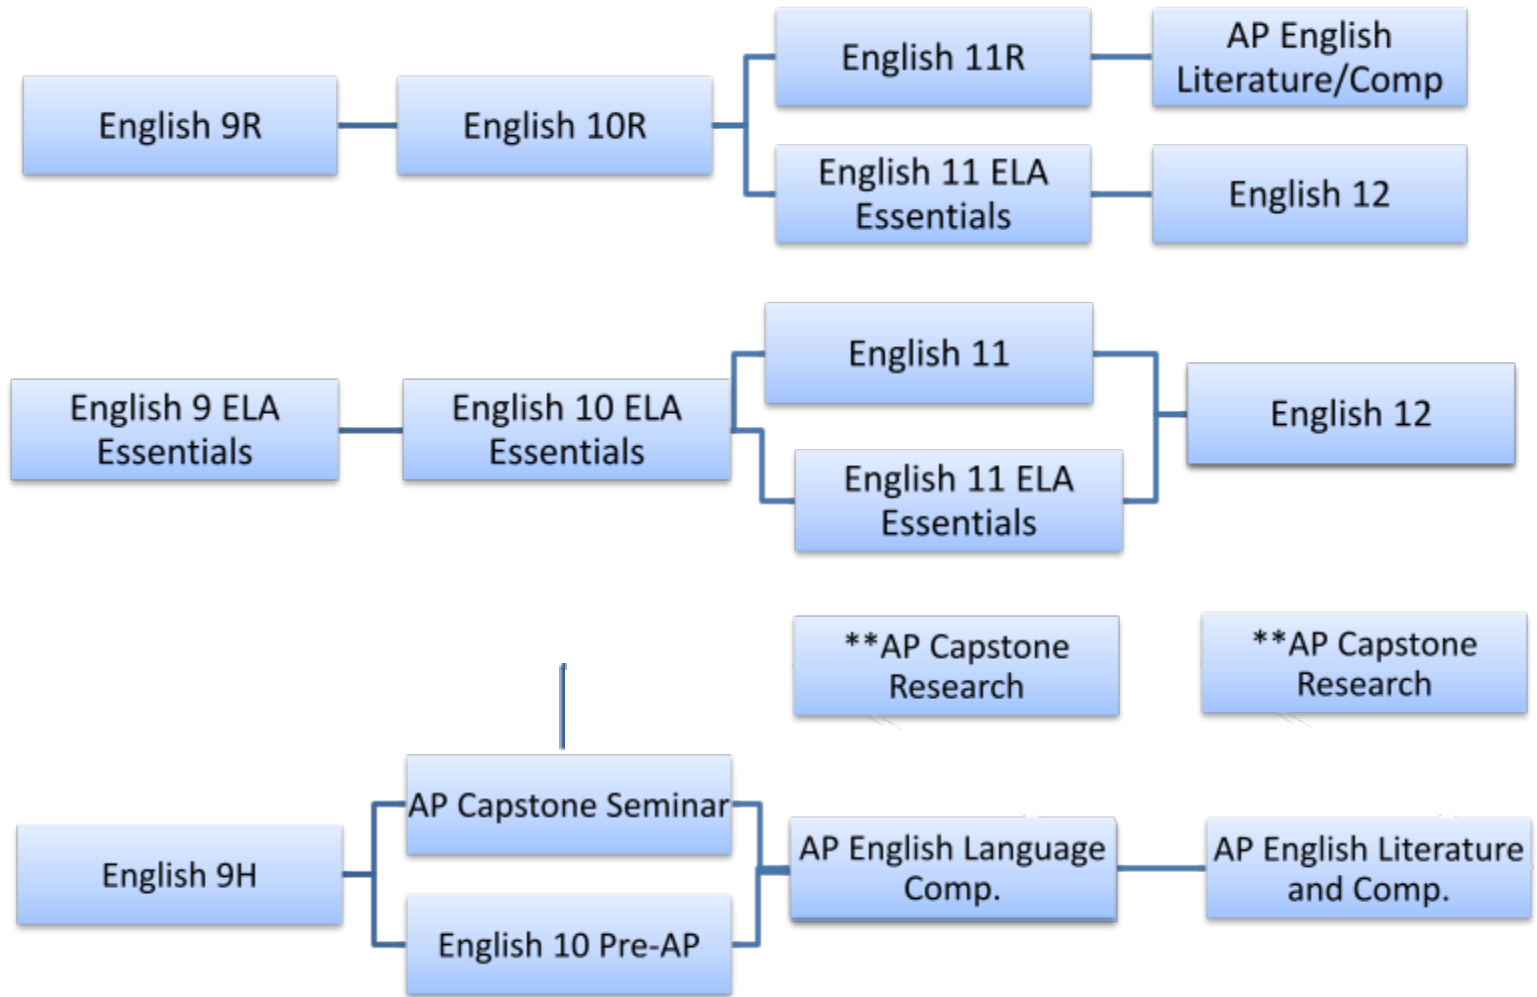 English 9R
English 10R
English 11R
AP English
Literature/Comp
English 11 ELA
Essentials
English 12
English 9 ELA
Essentials
English 10 ELA
Essentials
English 11
English 11 ELA
Essentials
English 12
**AP Capstone
Research
**AP Capstone
Research
English 9H
AP Capstone Seminar
English 10 Pre-AP
AP English Language
Comp.
AP English Literature
and Comp.